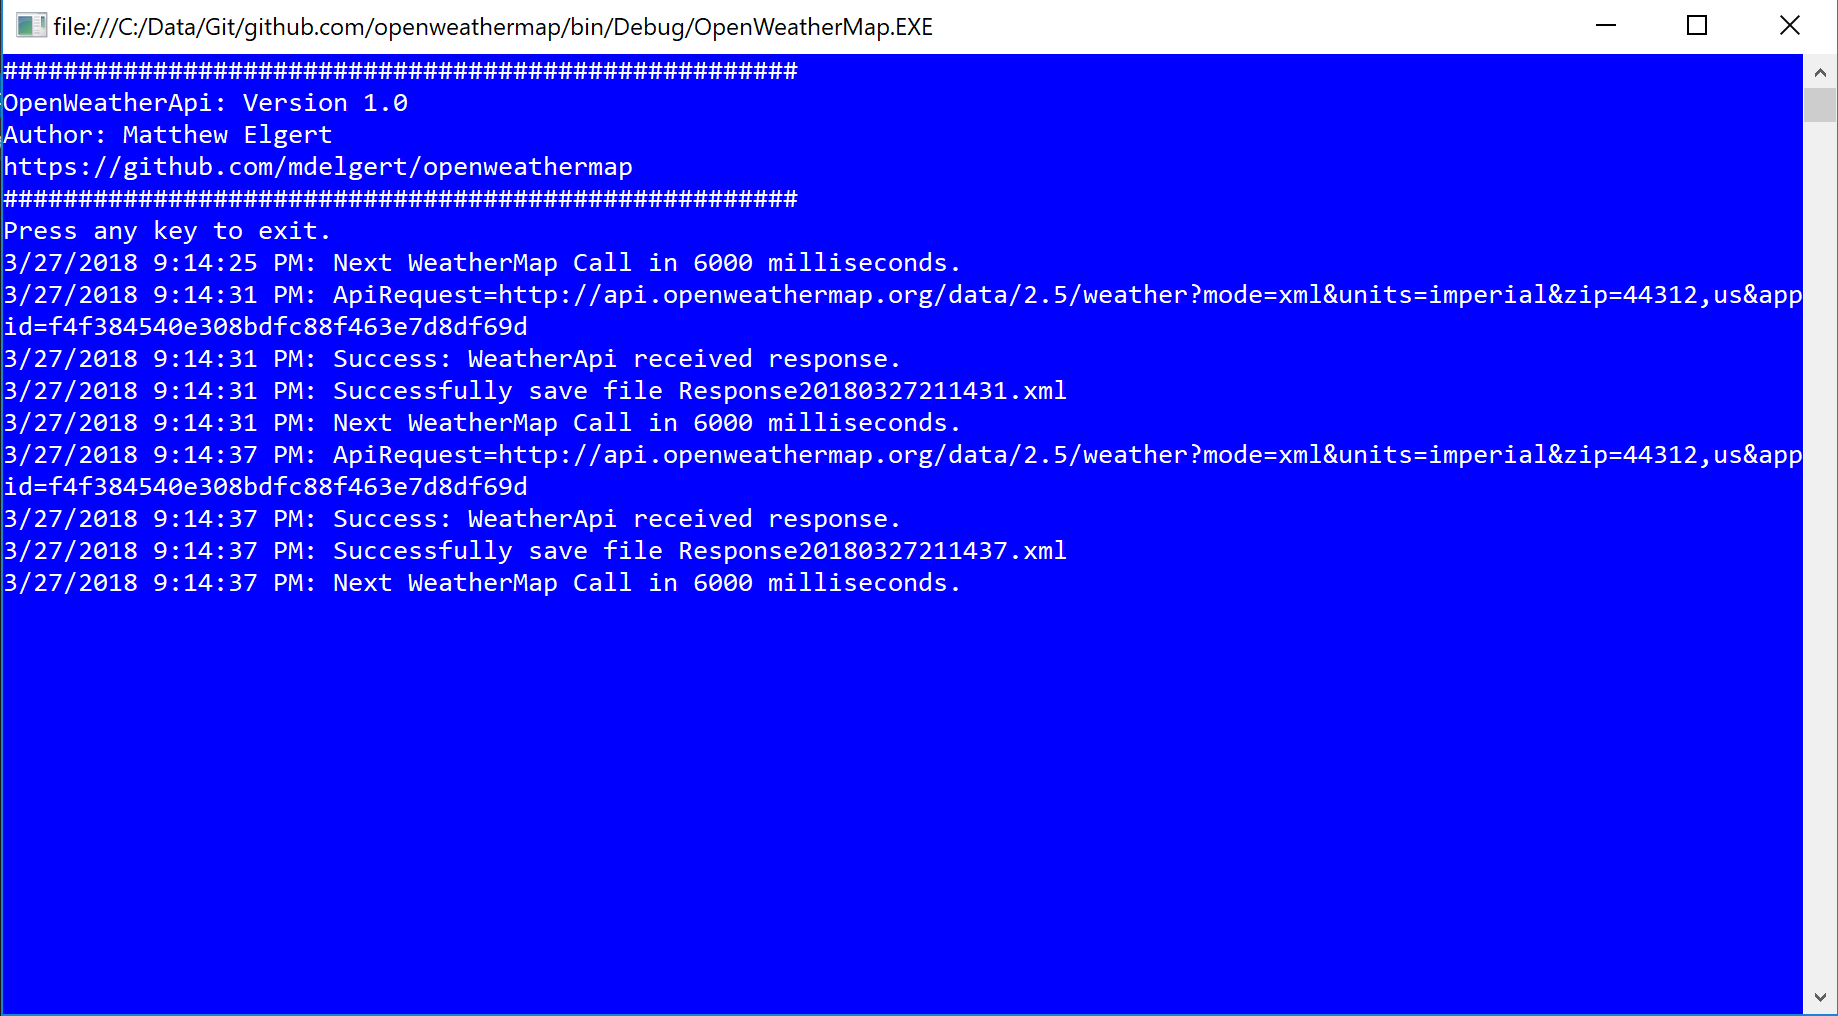 file:///C:/Data/Git/github.com/openweathermap/bin/Debug/OpenWeatherMap.EXE
#####################################################
OpenWeatherApi: Version 1.0
Author: Matthew Elgert
https://github.com/mdelgert/openweathermap
#####################################################
Press any key to exit.
3/27/2018 9:14:25 PM: Next WeatherMap Call in 6000 milliseconds.
3/27/2018 9:14:31 PM: ApiRequest=http://api.openweathermap.org/data/2.5/weather?mode=xml&units=imperial&zip=44312,us&app
id=f4f384540e308bdfc88f463e7d8df69d
3/27/2018 9:14:31 PM: Success: WeatherApi received response.
3/27/2018 9:14:31 PM: Successfully save file Response20180327211431.xml
3/27/2018 9:14:31 PM: Next WeatherMap Call in 6000 milliseconds.
3/27/2018 9:14:37 PM: ApiRequest=http://api.openweathermap.org/data/2.5/weather?mode=xml&units=imperial&zip=44312,us&app
id=f4f384540e308bdfc88f463e7d8df69d
3/27/2018 9:14:37 PM: Success: WeatherApi received response.
3/27/2018 9:14:37 PM: Successfully save file Response20180327211437.xml
3/27/2018 9:14:37 PM: Next WeatherMap Call in 6000 milliseconds.